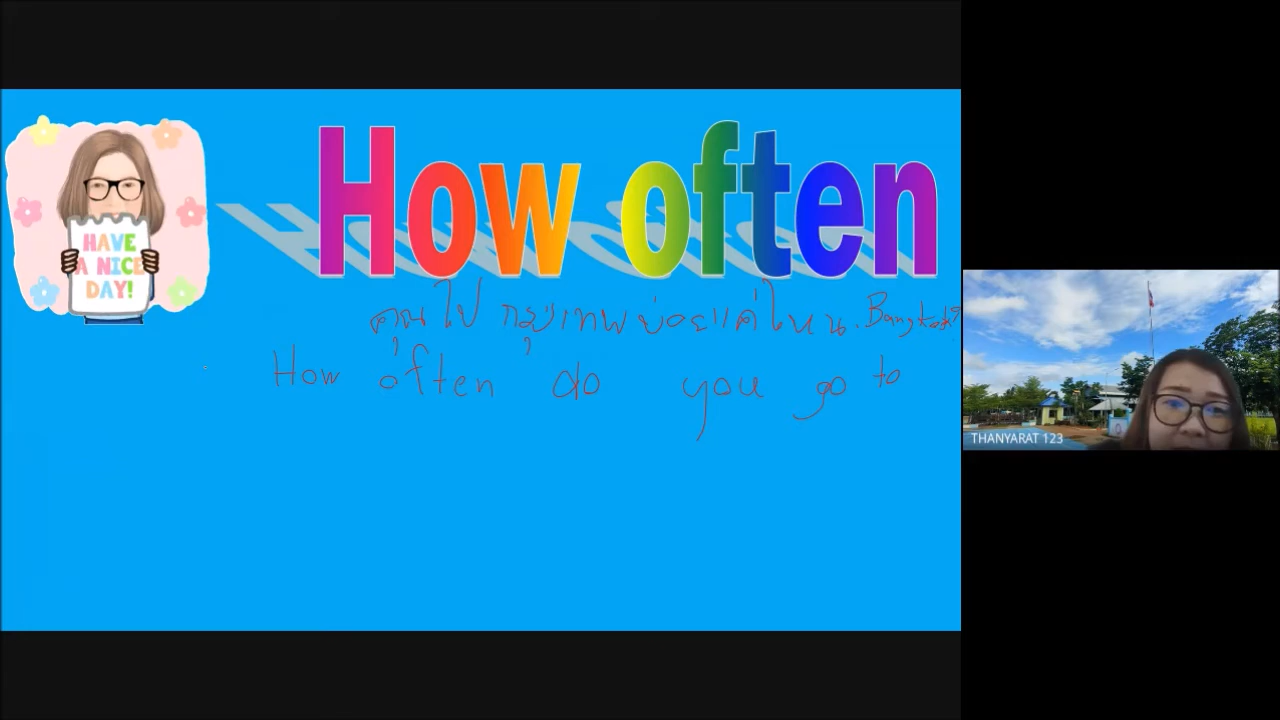 How often
HAVE
A NICE
DAY!
คุณไป กรุงเทพ บ่อยแค่ไหน. Bangkok?
How often do you go to
THANYARAT 123